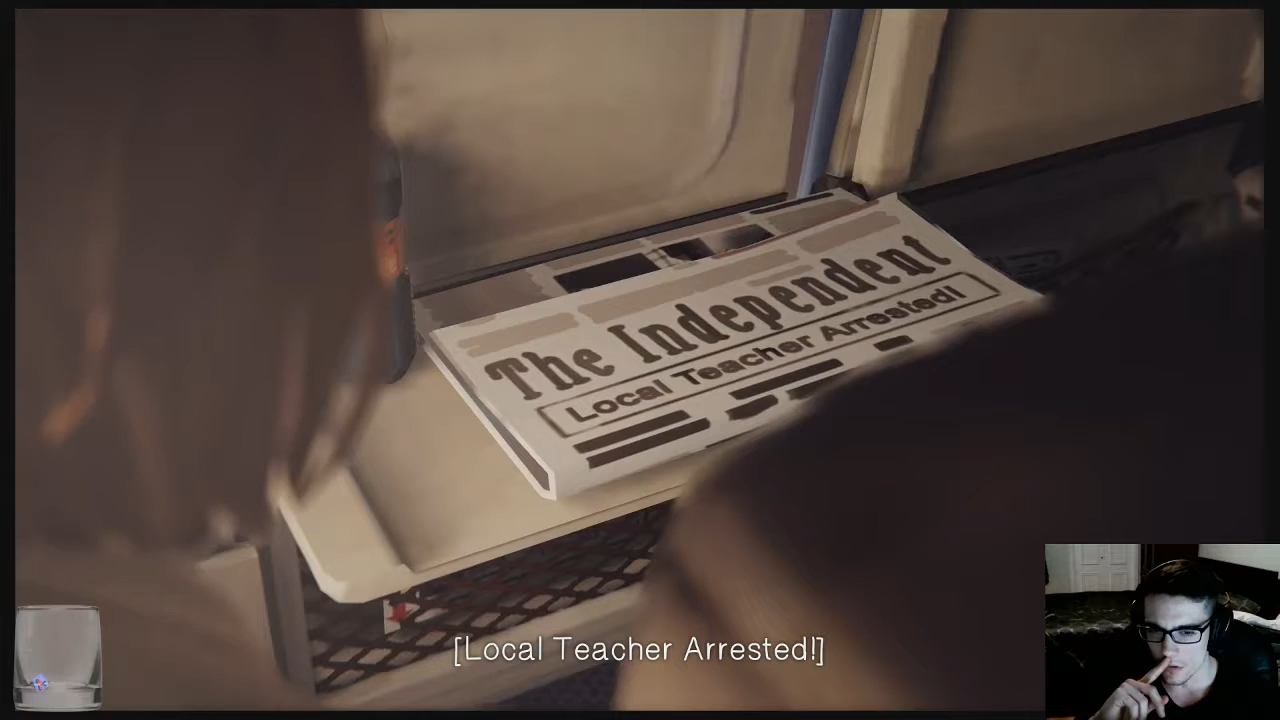 The Independent
Local Teacher Arrested!
[Local Teacher Arrested!]